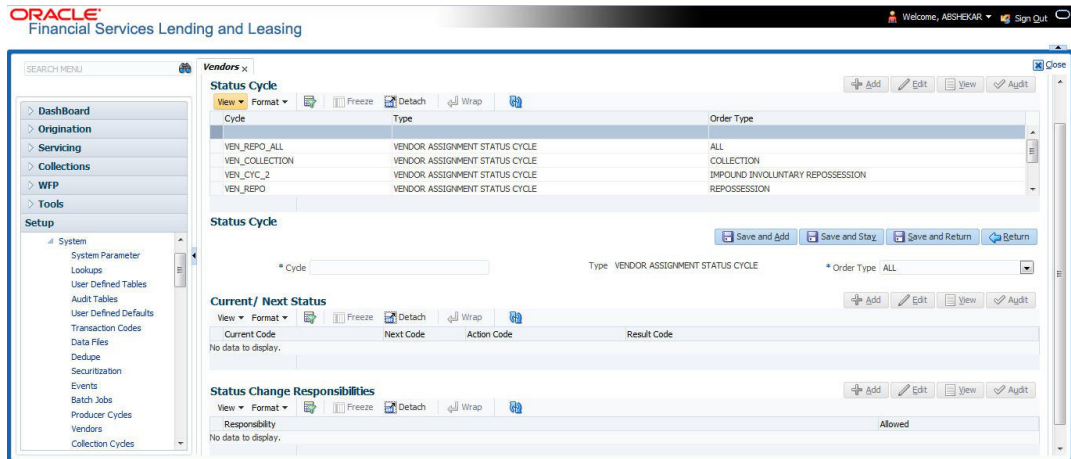 ORACLE
Financial Services Lending and Leasing
Welcome, ABSHEKAR Sign Out
SEARCH MENU
DashBoard
Origination
Servicing
Collections
WFP
Tools
Setup
System
System Parameter
Lookups
User Defined Tables
Audit Tables
User Defined Defaults
Transaction Codes
Data Files
Dedupe
Securitization
Events
Batch Jobs
Producer Cycles
Vendors
Collection Cycles
Vendors x
Close
Status Cycle
Add Edit View Audit
View Format Freeze Detach Wrap
Cycle Type Order Type
VEN_REPO_ALL VENDOR ASSIGNMENT STATUS CYCLE ALL
VEN_COLLECTION VENDOR ASSIGNMENT STATUS CYCLE COLLECTION
VEN_CYC_2 VENDOR ASSIGNMENT STATUS CYCLE IMPOUND INVOLUNTARY REPOSSESSION
VEN_REPO VENDOR ASSIGNMENT STATUS CYCLE REPOSSESSION
Status Cycle
Save and Add Save and Stay Save and Return Return
* Cycle Type VENDOR ASSIGNMENT STATUS CYCLE * Order Type ALL
Current/ Next Status
Add Edit View Audit
View Format Freeze Detach Wrap
Current Code Next Code Action Code Result Code
No data to display.
Status Change Responsibilities
Add Edit View Audit
View Format Freeze Detach Wrap
Responsibility Allowed
No data to display.